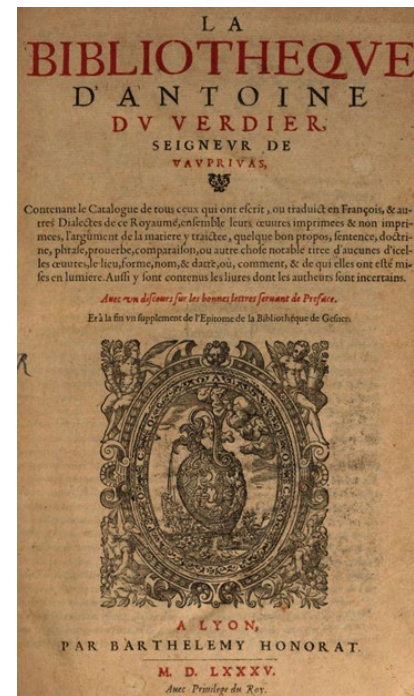 LA
BIBLIOTHEQVE
D'ANTOINE
DV VERDIER,
SEIGNEVR DE
VAVPRIVAS,
Contenant le Catalogue de tous ceux qui ont escrit, ou traduict en François, & au-
tres Dialectes de ce Royaume, ensemble leurs œuures imprimees & non impri-
mees, l'argument de la matiere y traictee, quelque bon propos, sentence, doctri-
ne, phrase, prouerbe, comparaison, ou autre chose notable tiree d'aucunes d'icel-
les œuures, le lieu, forme, nom, & datte, où, comment, & de qui elles ont esté mi-
ses en lumiere. Aussi y sont contenus les liures dont les autheurs sont incertains.
Auec vn discours sur les bonnes lettres seruant de Preface.
Et à la fin vn supplement de l'Epitome de la Bibliotheque de Gesner.
A LYON,
PAR BARTHELEMY HONORAT.
M. D. LXXXV.
Auec Priuilege du Roy.